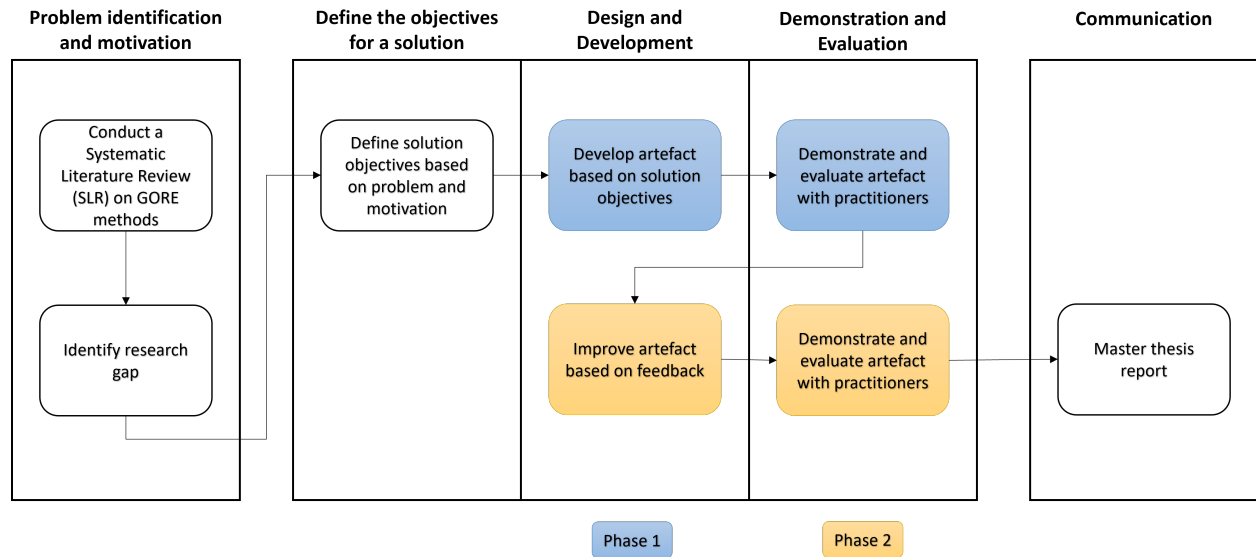 Problem identification
and motivation
Define the objectives
for a solution
Design and
Development
Demonstration and
Evaluation
Communication
Conduct a
Systematic
Literature Review
(SLR) on GORE
methods
Define solution
objectives based
on problem and
motivation
Develop artefact
based on solution
objectives
Demonstrate and
evaluate artefact
with practitioners
Identify research
gap
Improve artefact
based on feedback
Demonstrate and
evaluate artefact
with practitioners
Master thesis
report
Phase 1
Phase 2